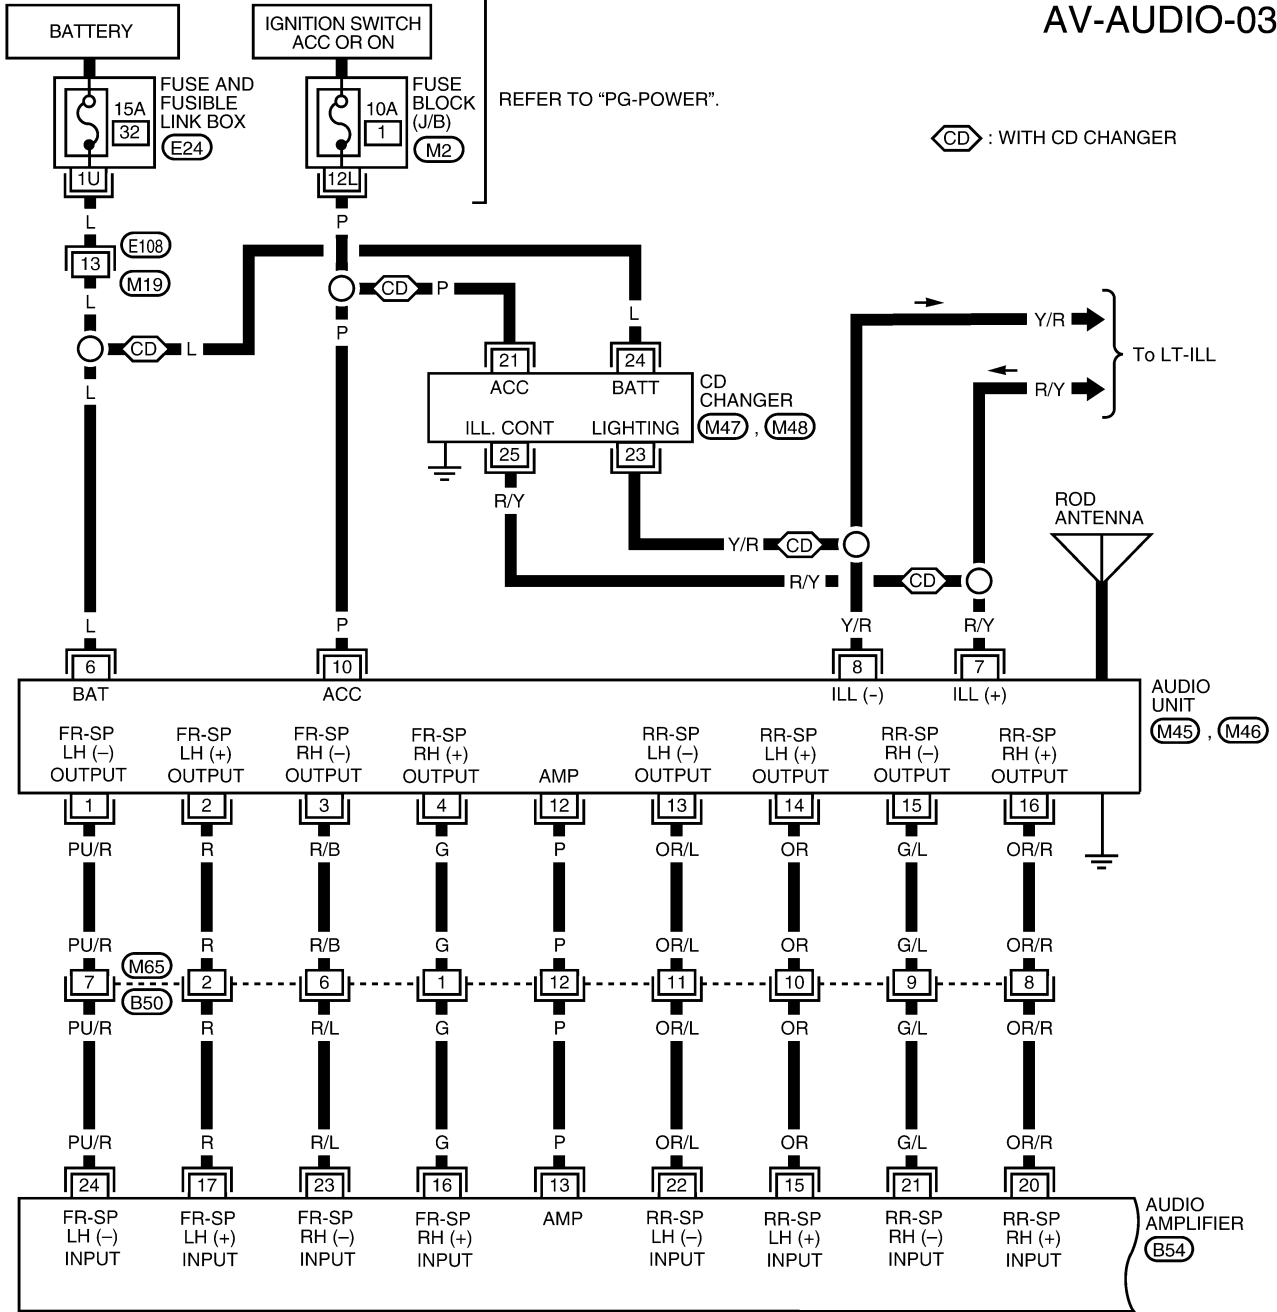 AV-AUDIO-03
BATTERY
IGNITION SWITCH
ACC OR ON
15A
32
FUSE AND
FUSIBLE
LINK BOX
E24
10A
1
FUSE
BLOCK
(J/B)
M2
REFER TO “PG-POWER”.
CD : WITH CD CHANGER
1U
12L
L
P
13
E108
M19
L
CD
L
CD
P
P
L
L
21
24
ACC
BATT
ILL. CONT
LIGHTING
CD
CHANGER
M47 , M48
25
23
R/Y
Y/R
R/Y
To LT-ILL
ROD
ANTENNA
Y/R
CD
R/Y
CD
L
P
Y/R
R/Y
6
10
8
7
BAT
ACC
ILL (–)
ILL (+)
AUDIO
UNIT
M45 , M46
FR-SP
LH (–)
OUTPUT
FR-SP
LH (+)
OUTPUT
FR-SP
RH (–)
OUTPUT
FR-SP
RH (+)
OUTPUT
AMP
RR-SP
LH (–)
OUTPUT
RR-SP
LH (+)
OUTPUT
RR-SP
RH (–)
OUTPUT
RR-SP
RH (+)
OUTPUT
1 2 3 4 12 13 14 15 16
PU/R R R/B G P OR/L OR G/L OR/R
PU/R R R/B G P OR/L OR G/L OR/R
M65
7 2 6 1 12 11 10 9 8
B50
PU/R R R/L G P OR/L OR G/L OR/R
PU/R R R/L G P OR/L OR G/L OR/R
24 17 23 16 13 22 15 21 20
FR-SP
LH (–)
INPUT
FR-SP
LH (+)
INPUT
FR-SP
RH (–)
INPUT
FR-SP
RH (+)
INPUT
AMP
RR-SP
LH (–)
INPUT
RR-SP
LH (+)
INPUT
RR-SP
RH (–)
INPUT
RR-SP
RH (+)
INPUT
AUDIO
AMPLIFIER
B54